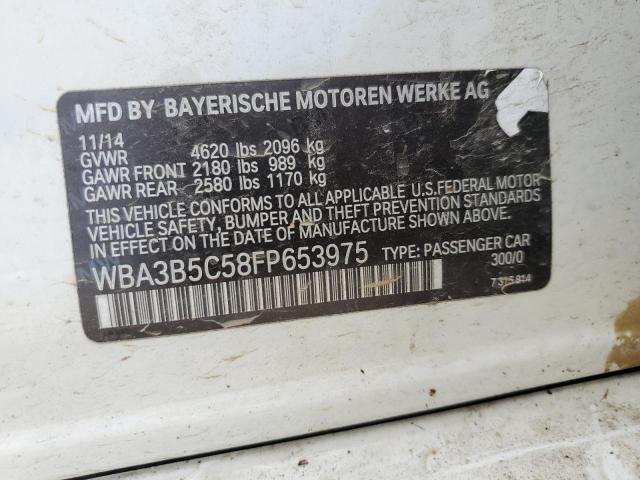 MFD BY BAYERISCHE MOTOREN WERKE AG
11/14
GVWR 4620 lbs 2096 kg
GAWR FRONT 2180 lbs 989 kg
GAWR REAR 2580 lbs 1170 kg
THIS VEHICLE CONFORMS TO ALL APPLICABLE U.S.FEDERAL MOTOR
VEHICLE SAFETY, BUMPER AND THEFT PREVENTION STANDARDS
IN EFFECT ON THE DATE OF MANUFACTURE SHOWN ABOVE.
WBA3B5C58FP653975 TYPE: PASSENGER CAR
300/0